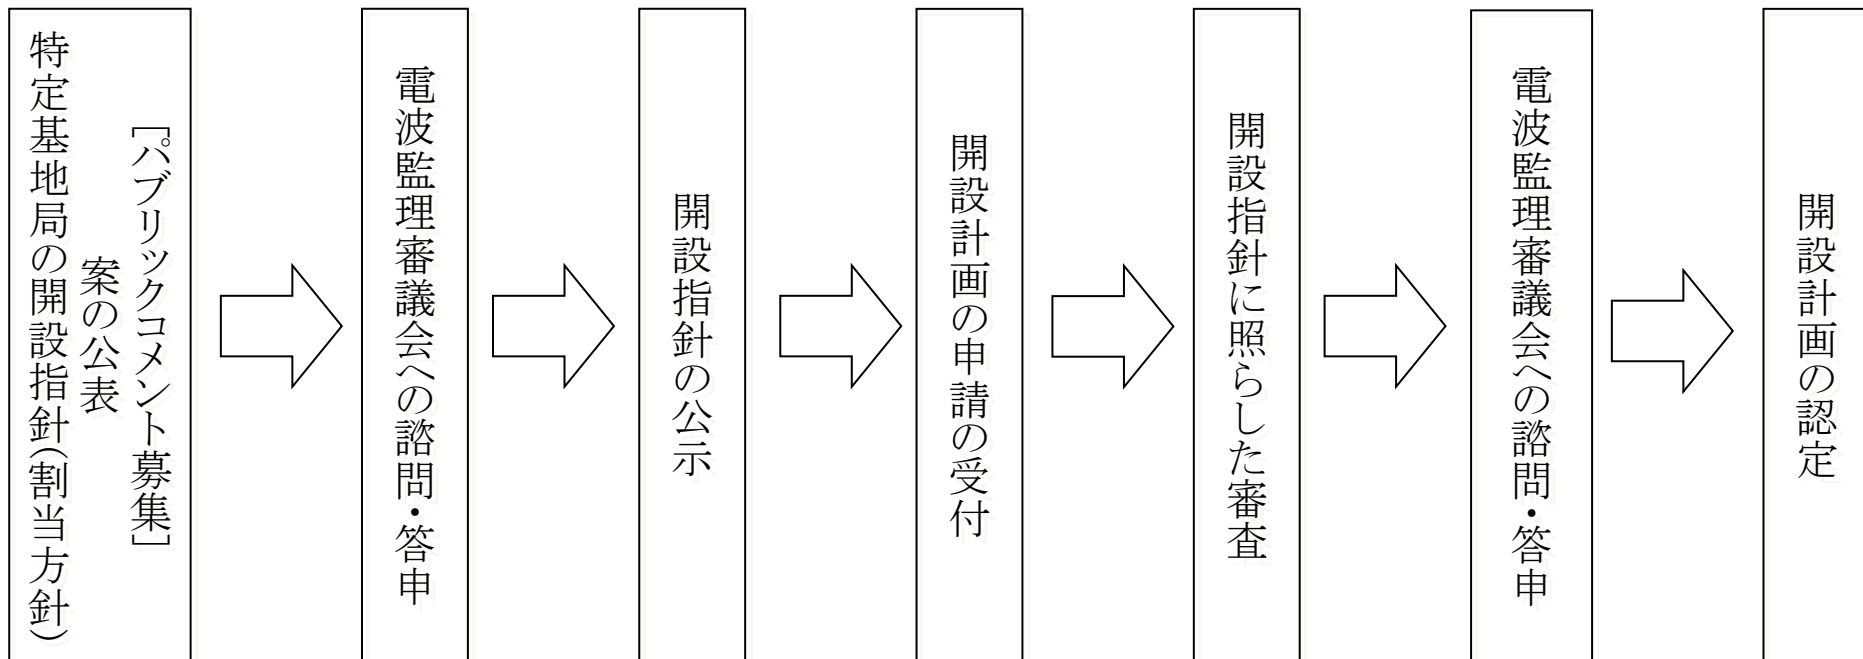 特定基地局の開設指針(割当方針)
案の公表
[パブリックコメント募集]
電波監理審議会への諮問・答申
開設指針の公示
開設計画の申請の受付
開設指針に照らした審査
電波監理審議会への諮問・答申
開設計画の認定